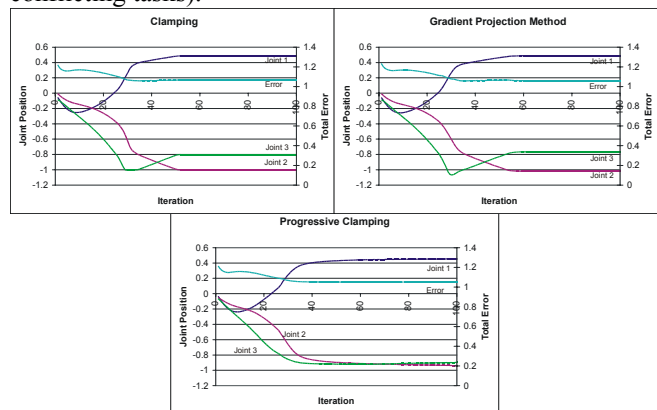 conflicting tasks).
Clamping
0.6
0.4
0.2
0
-0.2
-0.4
-0.6
-0.8
-1
-1.2
Joint Position
0
20
40
60
80
100
1.4
1.2
1
0.8
0.6
0.4
0.2
0
Total Error
Joint 1
Error
Joint 3
Joint 2
Iteration
Gradient Projection Method
0.6
0.4
0.2
0
-0.2
-0.4
-0.6
-0.8
-1
-1.2
Joint Position
0
20
40
60
80
100
1.4
1.2
1
0.8
0.6
0.4
0.2
0
Total Error
Joint 1
Error
Joint 3
Joint 2
Iteration
Progressive Clamping
0.6
0.4
0.2
0
-0.2
-0.4
-0.6
-0.8
-1
-1.2
Joint Position
0
20
40
60
80
100
1.4
1.2
1
0.8
0.6
0.4
0.2
0
Total Error
Joint 1
Error
Joint 2
Joint 3
Iteration